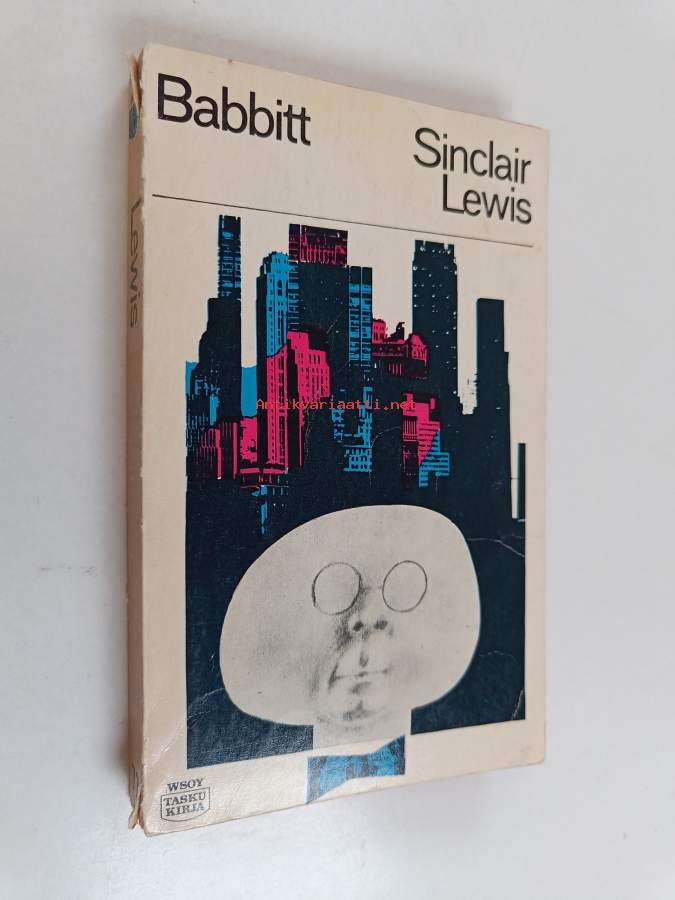 Babbitt
Sinclair
Lewis
Lewis
Antikvariaatti.net
WSOY
TASKU
KIRJA